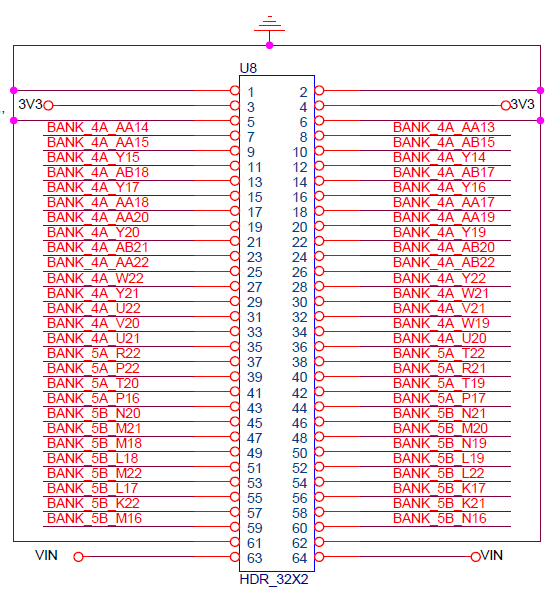 U8
1 2
3V3 3 4 3V3
5 6
BANK_4A_AA14 7 8 BANK_4A_AA13
BANK_4A_AA15 9 10 BANK_4A_AB15
BANK_4A_Y15 11 12 BANK_4A_Y14
BANK_4A_AB18 13 14 BANK_4A_AB17
BANK_4A_Y17 15 16 BANK_4A_Y16
BANK_4A_AA18 17 18 BANK_4A_AA17
BANK_4A_AA20 19 20 BANK_4A_AA19
BANK_4A_Y20 21 22 BANK_4A_Y19
BANK_4A_AB21 23 24 BANK_4A_AB20
BANK_4A_AA22 25 26 BANK_4A_AB22
BANK_4A_W22 27 28 BANK_4A_Y22
BANK_4A_Y21 29 30 BANK_4A_W21
BANK_4A_U22 31 32 BANK_4A_V21
BANK_4A_V20 33 34 BANK_4A_W19
BANK_4A_U21 35 36 BANK_4A_U20
BANK_5A_R22 37 38 BANK_5A_T22
BANK_5A_P22 39 40 BANK_5A_R21
BANK_5A_T20 41 42 BANK_5A_T19
BANK_5A_P16 43 44 BANK_5A_P17
BANK_5B_N20 45 46 BANK_5B_N21
BANK_5B_M21 47 48 BANK_5B_M20
BANK_5B_M18 49 50 BANK_5B_N19
BANK_5B_L18 51 52 BANK_5B_L19
BANK_5B_M22 53 54 BANK_5B_L22
BANK_5B_L17 55 56 BANK_5B_K17
BANK_5B_K22 57 58 BANK_5B_K21
BANK_5B_M16 59 60 BANK_5B_N16
61 62
VIN 63 64 VIN
HDR_32X2